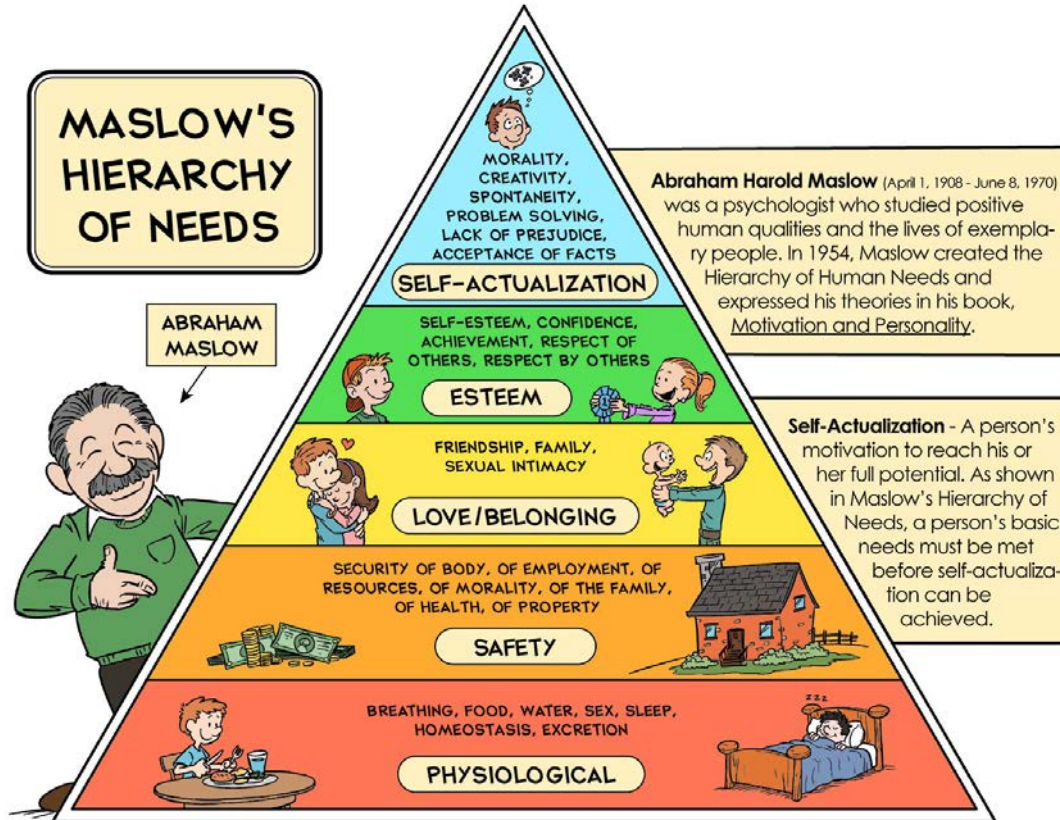 MASLOW'S
HIERARCHY
OF NEEDS
ABRAHAM
MASLOW
MORALITY,
CREATIVITY,
SPONTANEITY,
PROBLEM SOLVING,
LACK OF PREJUDICE,
ACCEPTANCE OF FACTS
SELF-ACTUALIZATION
SELF-ESTEEM, CONFIDENCE,
ACHIEVEMENT, RESPECT OF
OTHERS, RESPECT BY OTHERS
ESTEEM
1
FRIENDSHIP, FAMILY,
SEXUAL INTIMACY
LOVE/BELONGING
SECURITY OF BODY, OF EMPLOYMENT, OF
RESOURCES, OF MORALITY, OF THE FAMILY,
OF HEALTH, OF PROPERTY
SAFETY
BREATHING, FOOD, WATER, SEX, SLEEP,
HOMEOSTASIS, EXCRETION
PHYSIOLOGICAL
ZZZ
Abraham Harold Maslow (April 1, 1908 - June 8, 1970)
was a psychologist who studied positive
human qualities and the lives of exempla-
ry people. In 1954, Maslow created the
Hierarchy of Human Needs and
expressed his theories in his book,
Motivation and Personality.
Self-Actualization - A person's
motivation to reach his or
her full potential. As shown
in Maslow's Hierarchy of
Needs, a person's basic
needs must be met
before self-actualiza-
tion can be
achieved.